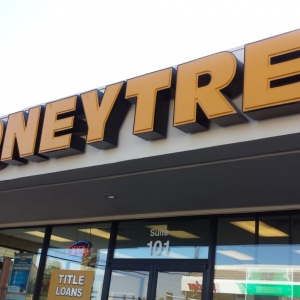 ONEYTRE
Suite
101
TITLE
LOANS